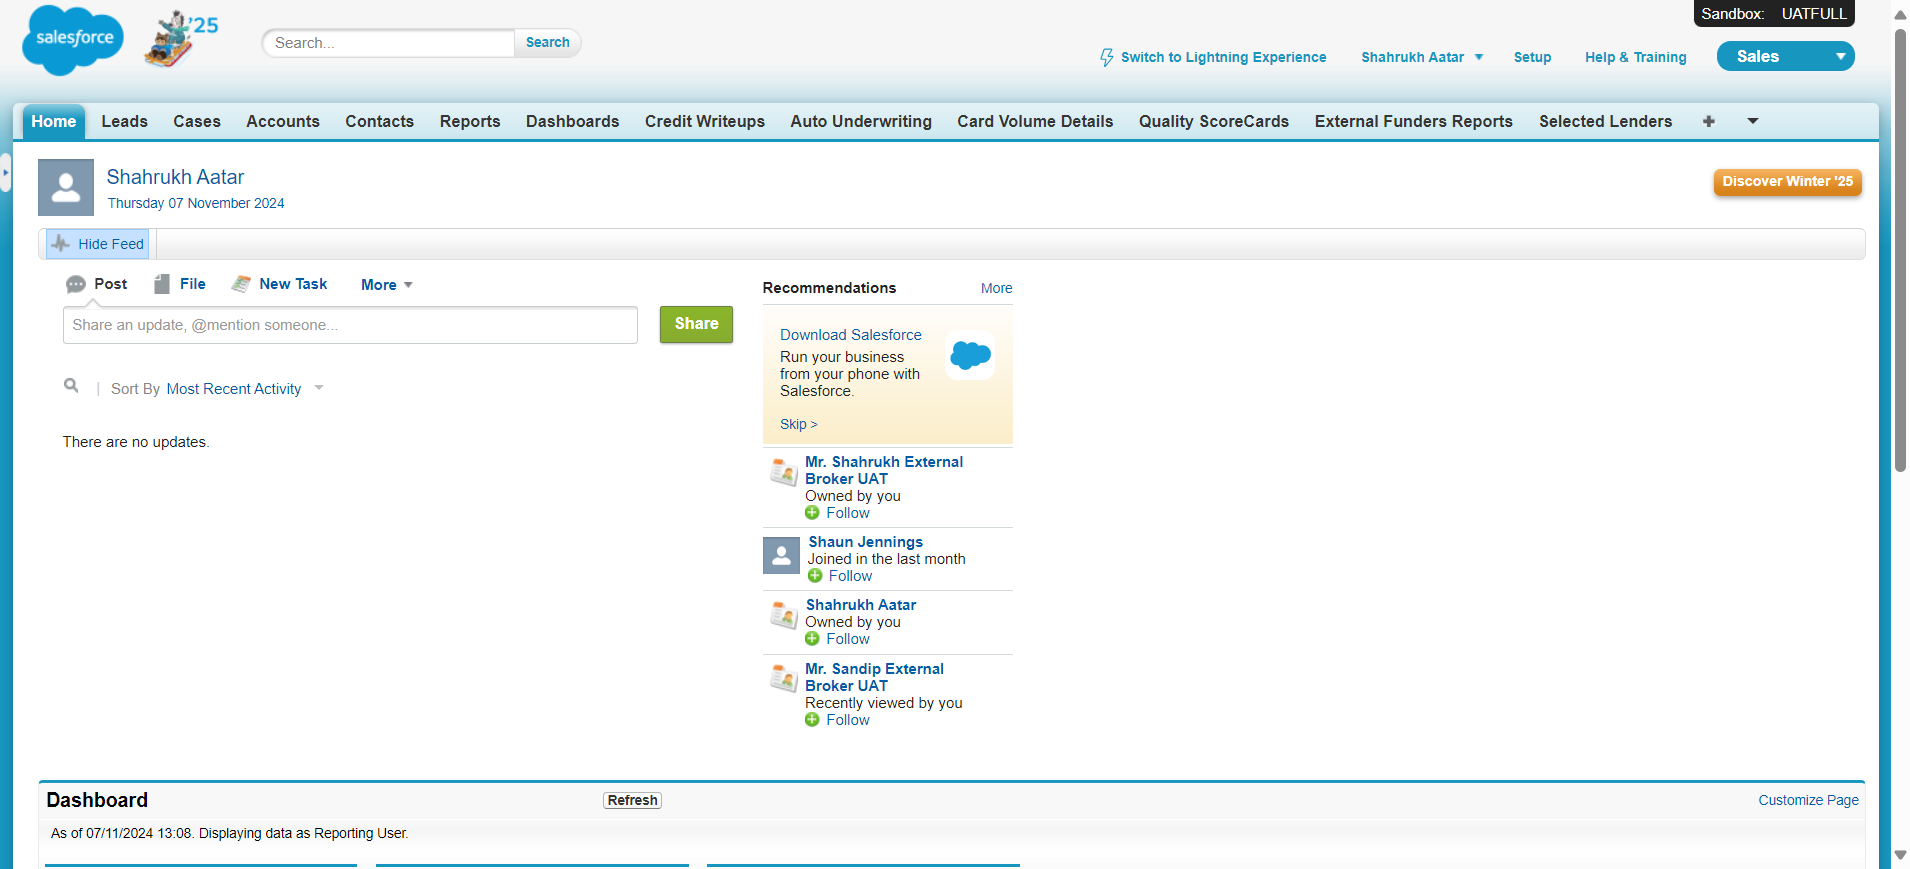 Sandbox: UATFULL
salesforce
'25
Search...
Search
Switch to Lightning Experience
Shahrukh Aatar
Setup
Help & Training
Sales
Home
Leads
Cases
Accounts
Contacts
Reports
Dashboards
Credit Writeups
Auto Underwriting
Card Volume Details
Quality ScoreCards
External Funders Reports
Selected Lenders
Shahrukh Aatar
Thursday 07 November 2024
Discover Winter '25
Hide Feed
Post
File
New Task
More
Share an update, @mention someone...
Share
Sort By Most Recent Activity
There are no updates.
Recommendations
More
Download Salesforce
Run your business
from your phone with
Salesforce.
Skip >
Mr. Shahrukh External
Broker UAT
Owned by you
Follow
Shaun Jennings
Joined in the last month
Follow
Shahrukh Aatar
Owned by you
Follow
Mr. Sandip External
Broker UAT
Recently viewed by you
Follow
Dashboard
Refresh
Customize Page
As of 07/11/2024 13:08. Displaying data as Reporting User.